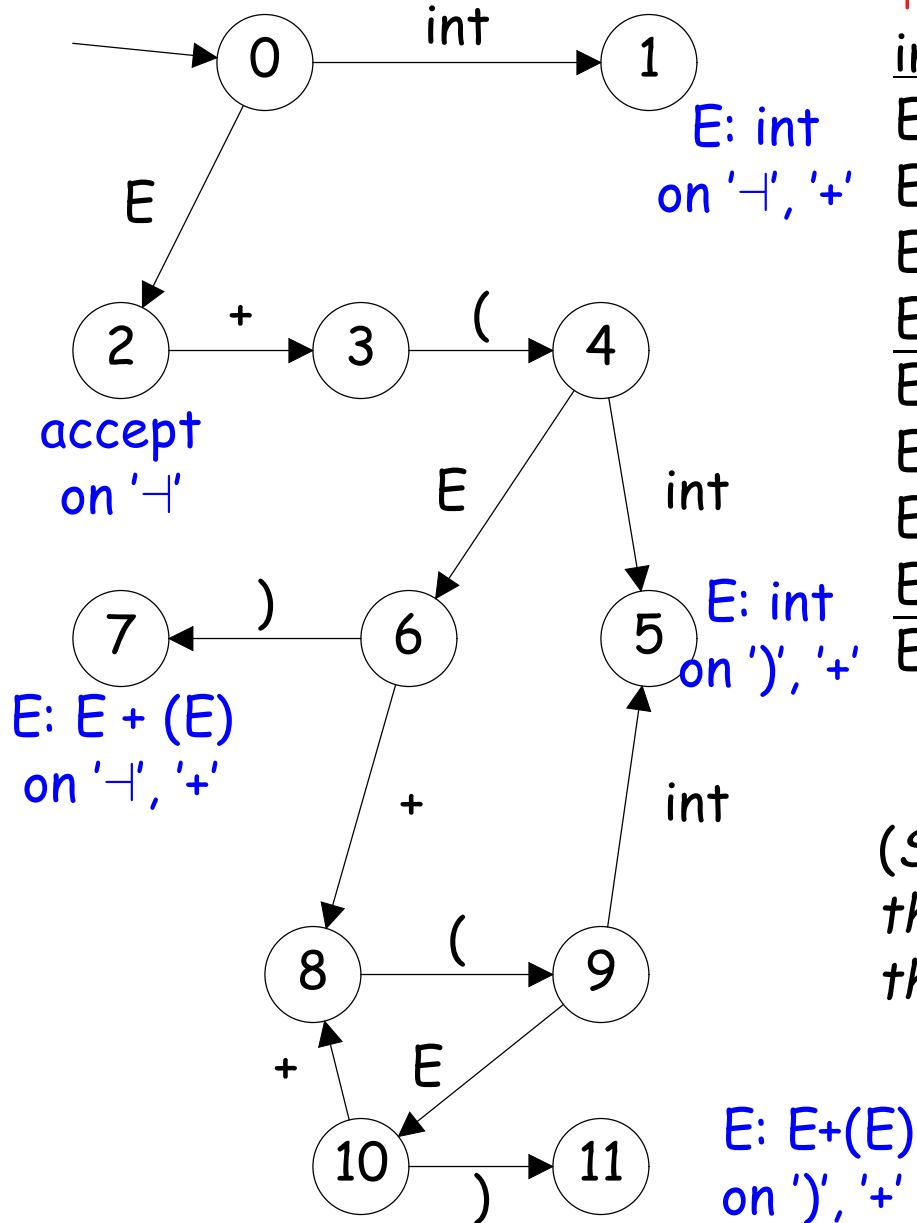 int
0
1
E: int
on '⊣', '+'
E
+
(
2
3
4
accept
on '⊣'
E
int
)
7
6
5
E: int
on ')', '+'
E: E + (E)
on '⊣', '+'
+
int
(
8
9
+
E
10
11
)
E: E+(E)
on ')', '+'
E
E
E
E
E
E
E
E
E